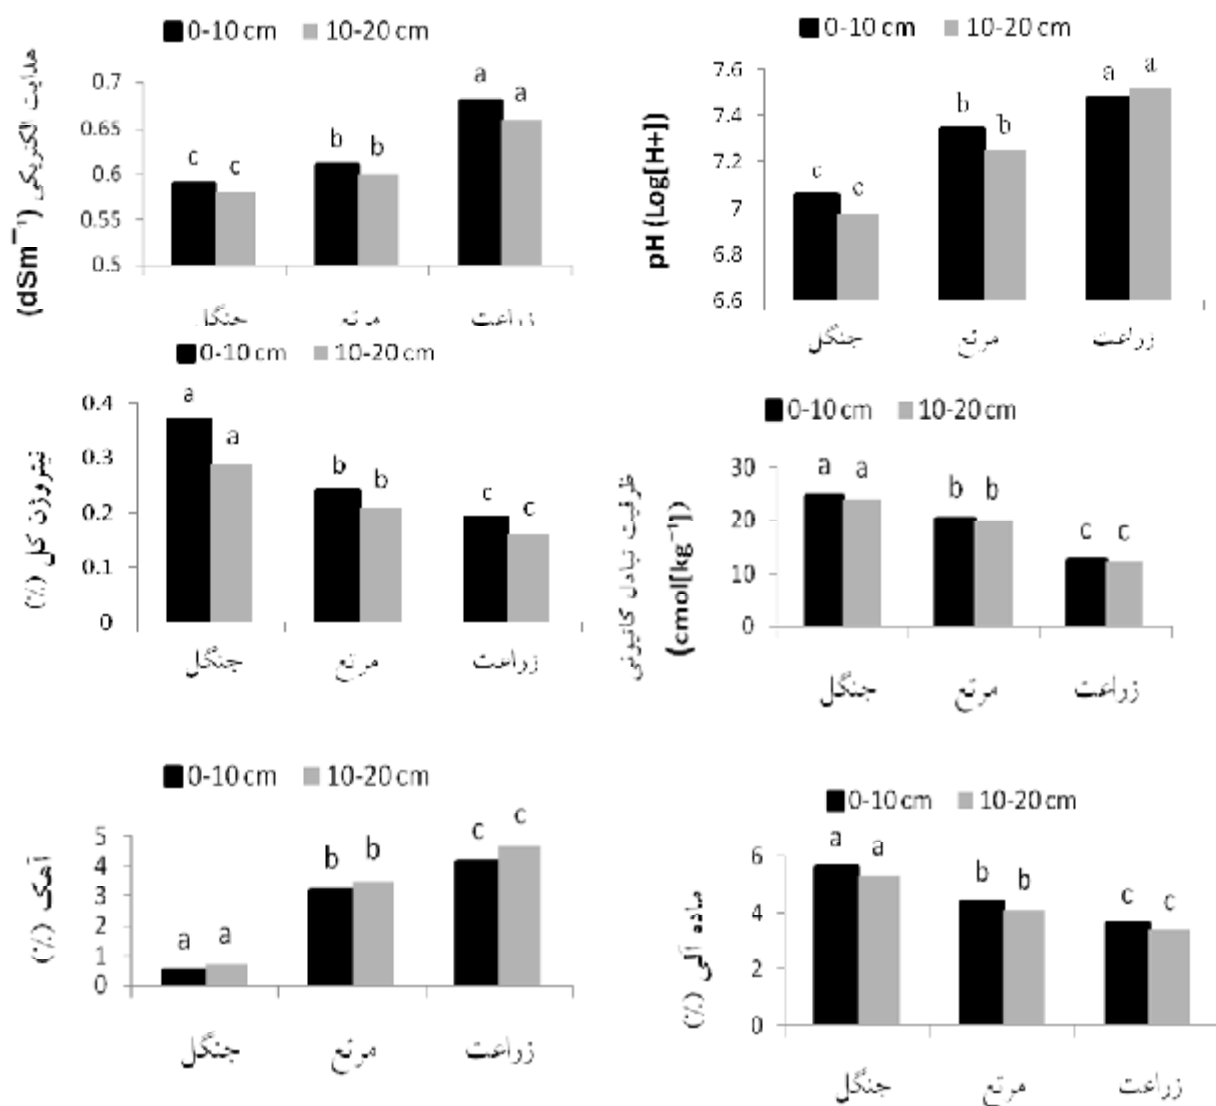 0-10 cm 10-20 cm
هدایت الکتریکی
(dSm⁻¹)
0.7
0.65
0.6
0.55
0.5
c c b b a a
جنگل مرتع زراعت
0-10 cm 10-20 cm
pH (Log[H+])
7.6
7.4
7.2
7
6.8
6.6
c c b b a a
جنگل مرتع زراعت
0-10 cm 10-20 cm
نیتروژن کل (٪)
0.4
0.3
0.2
0.1
0
a a b b c c
جنگل مرتع زراعت
0-10 cm 10-20 cm
ظرفیت تبادل کاتیونی
(cmol[kg⁻¹])
30
20
10
0
a a b b c c
جنگل مرتع زراعت
0-10 cm 10-20 cm
آهک (٪)
5
4
3
2
1
0
a a b b c c
جنگل مرتع زراعت
0-10 cm 10-20 cm
ماده آلی (٪)
6
4
2
0
a a b b c c
جنگل مرتع زراعت